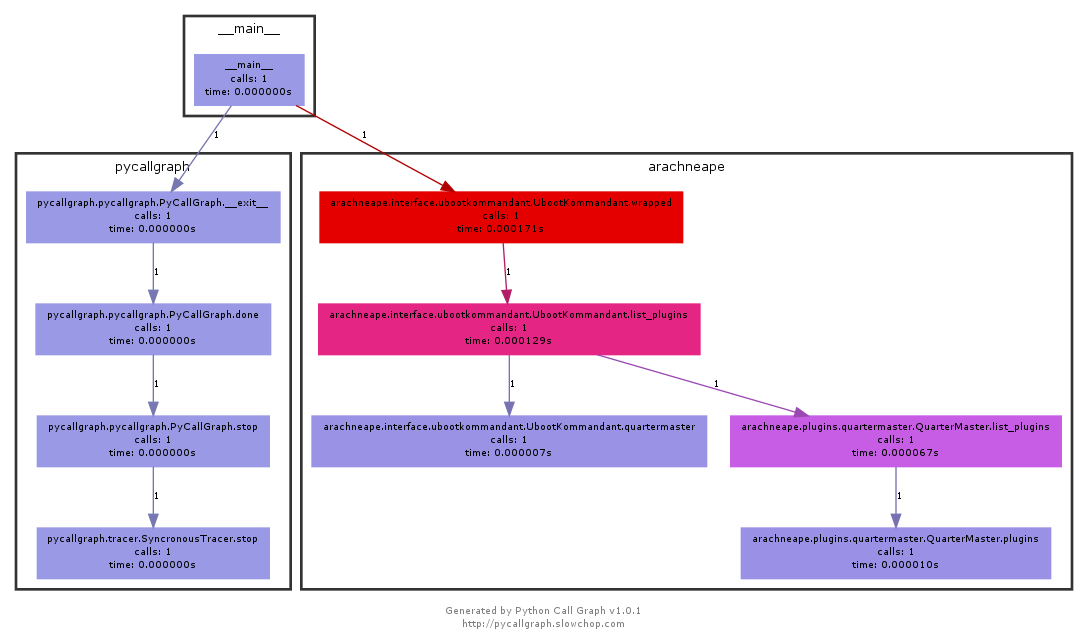 __main__
__main__
calls: 1
time: 0.000000s
1
1
pycallgraph
pycallgraph.pycallgraph.PyCallGraph.__exit__
calls: 1
time: 0.000000s
1
pycallgraph.pycallgraph.PyCallGraph.done
calls: 1
time: 0.000000s
1
pycallgraph.pycallgraph.PyCallGraph.stop
calls: 1
time: 0.000000s
1
pycallgraph.tracer.SyncronousTracer.stop
calls: 1
time: 0.000000s
arachneape
arachneape.interface.ubootkommandant.UbootKommandant.wrapped
calls: 1
time: 0.000171s
1
arachneape.interface.ubootkommandant.UbootKommandant.list_plugins
calls: 1
time: 0.000129s
1
1
arachneape.interface.ubootkommandant.UbootKommandant.quartermaster
calls: 1
time: 0.000007s
arachneape.plugins.quartermaster.QuarterMaster.list_plugins
calls: 1
time: 0.000067s
1
arachneape.plugins.quartermaster.QuarterMaster.plugins
calls: 1
time: 0.000010s
Generated by Python Call Graph v1.0.1
http://pycallgraph.slowchop.com